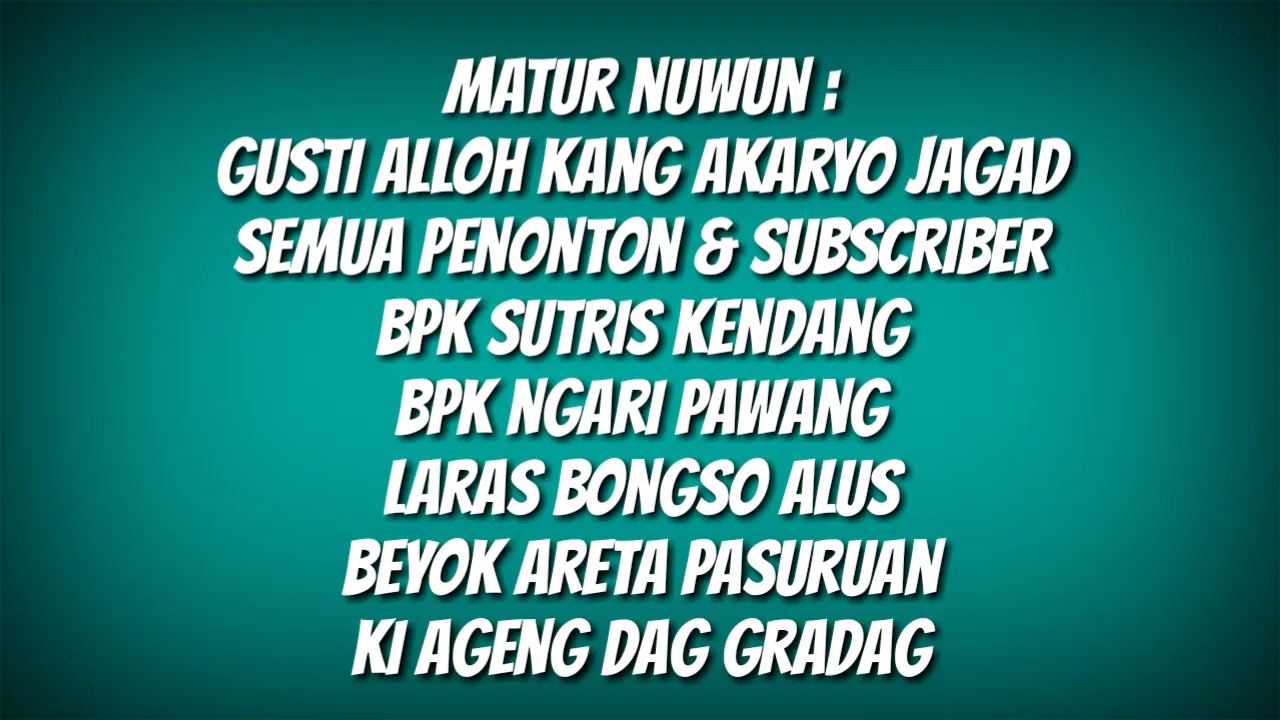 MATUR NUWUN :
GUSTI ALLOH KANG AKARYO JAGAD
SEMUA PENONTON & SUBSCRIBER
BPK SUTRIS KENDANG
BPK NGARI PAWANG
LARAS BONGSO ALUS
BEYOK ARETA PASURUAN
KI AGENG DAG GRADAG